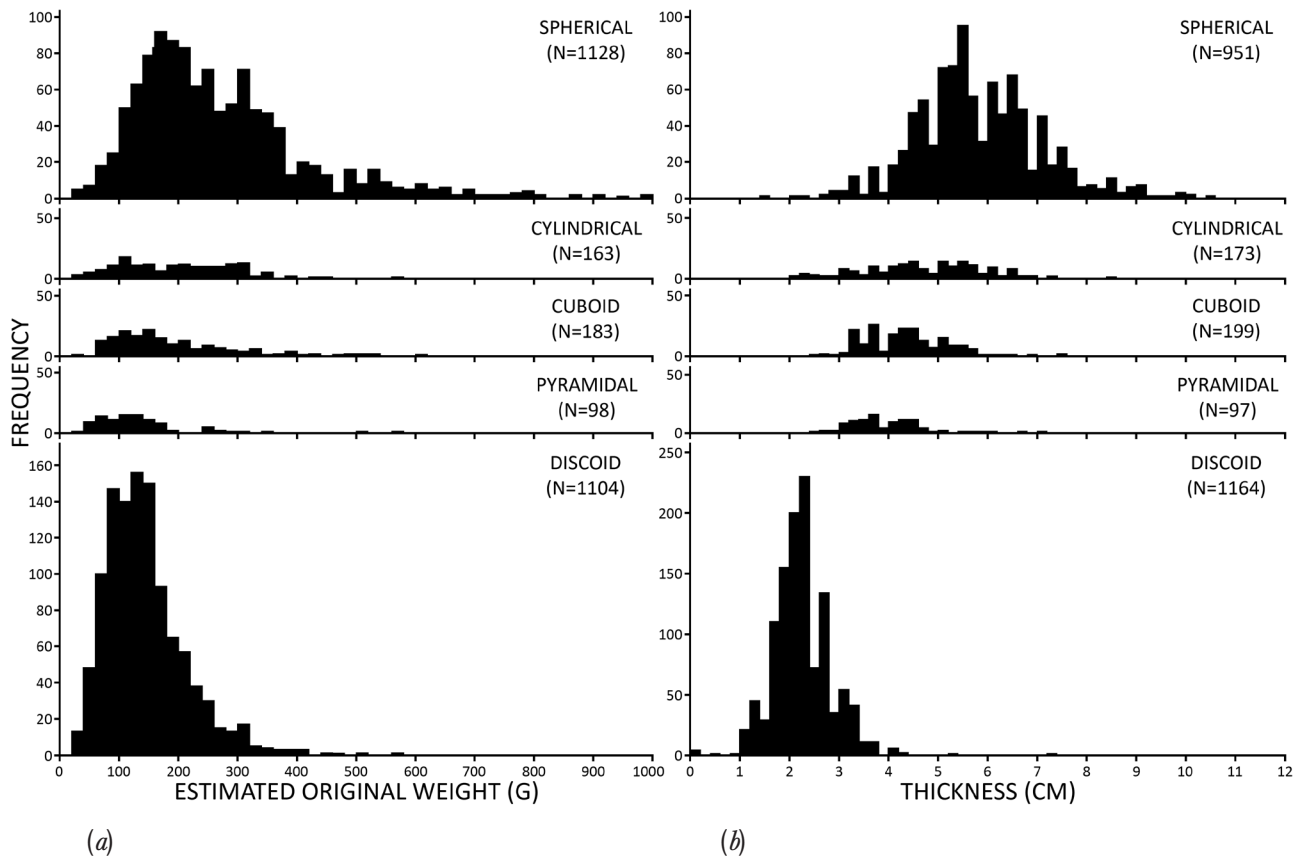 FREQUENCY
100
80
60
40
20
0
SPHERICAL
(N=1128)
50
0
CYLINDRICAL
(N=163)
50
0
CUBOID
(N=183)
50
0
PYRAMIDAL
(N=98)
160
140
120
100
80
60
40
20
0
DISCOID
(N=1104)
0 100 200 300 400 500 600 700 800 900 1000
ESTIMATED ORIGINAL WEIGHT (G)
(a)
100
80
60
40
20
0
SPHERICAL
(N=951)
50
0
CYLINDRICAL
(N=173)
50
0
CUBOID
(N=199)
50
0
PYRAMIDAL
(N=97)
250
200
150
100
50
0
DISCOID
(N=1164)
0 1 2 3 4 5 6 7 8 9 10 11 12
THICKNESS (CM)
(b)